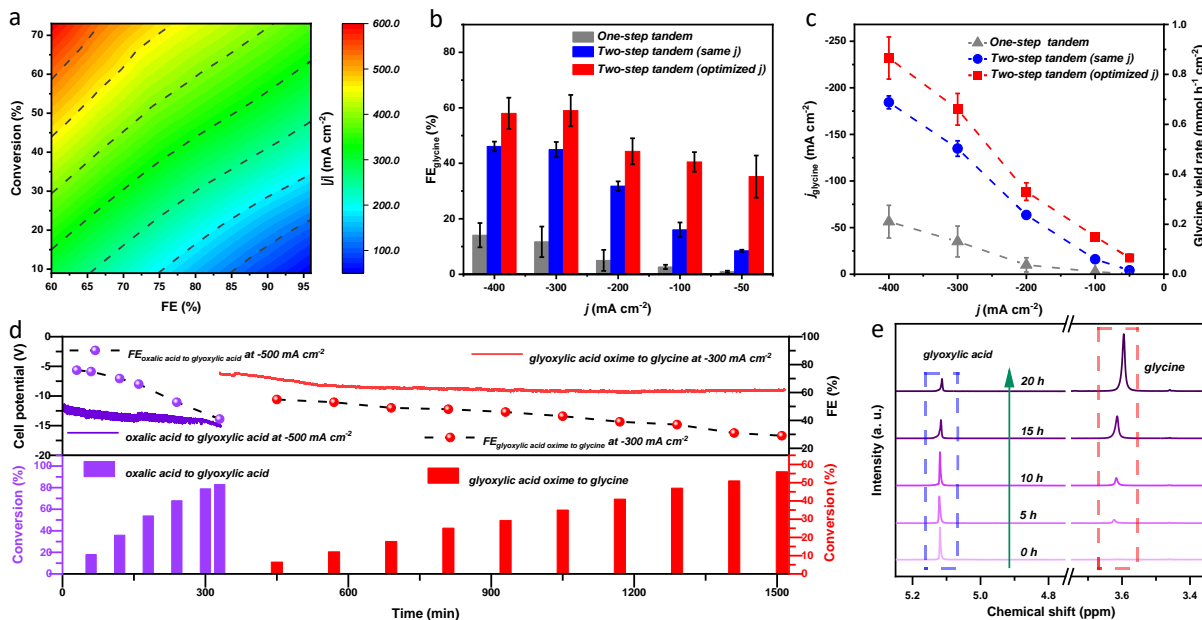 a
Conversion (%)
70
60
50
40
30
20
10
60 65 70 75 80 85 90 95
FE (%)
600.0
500.0
400.0
300.0
200.0
100.0
|j| (mA cm-2)
b
FEglycine (%)
80
60
40
20
0
One-step tandem
Two-step tandem (same j)
Two-step tandem (optimized j)
-400 -300 -200 -100 -50
j (mA cm-2)
c
jglycine (mA cm-2)
-250
-200
-150
-100
-50
0
One-step tandem
Two-step tandem (same j)
Two-step tandem (optimized j)
-400 -300 -200 -100 0
j (mA cm-2)
1.0
0.8
0.6
0.4
0.2
0.0
Glycine yield rate (mmol h-1 cm-2)
d
Cell potential (V)
0
-5
-10
-15
-20
FEoxalic acid to glyoxylic acid at -500 mA cm-2
glyoxylic acid oxime to glycine at -300 mA cm-2
oxalic acid to glyoxylic acid at -500 mA cm-2
FEglyoxylic acid oxime to glycine at -300 mA cm-2
100
80
60
40
20
FE (%)
Conversion (%)
100
80
60
40
20
0
oxalic acid to glyoxylic acid
glyoxylic acid oxime to glycine
60
50
40
30
20
10
0
Conversion (%)
0 300 600 900 1200 1500
Time (min)
e
Intensity (a. u.)
glyoxylic acid
glycine
20 h
15 h
10 h
5 h
0 h
5.2 5.0 4.8 3.6 3.4
Chemical shift (ppm)